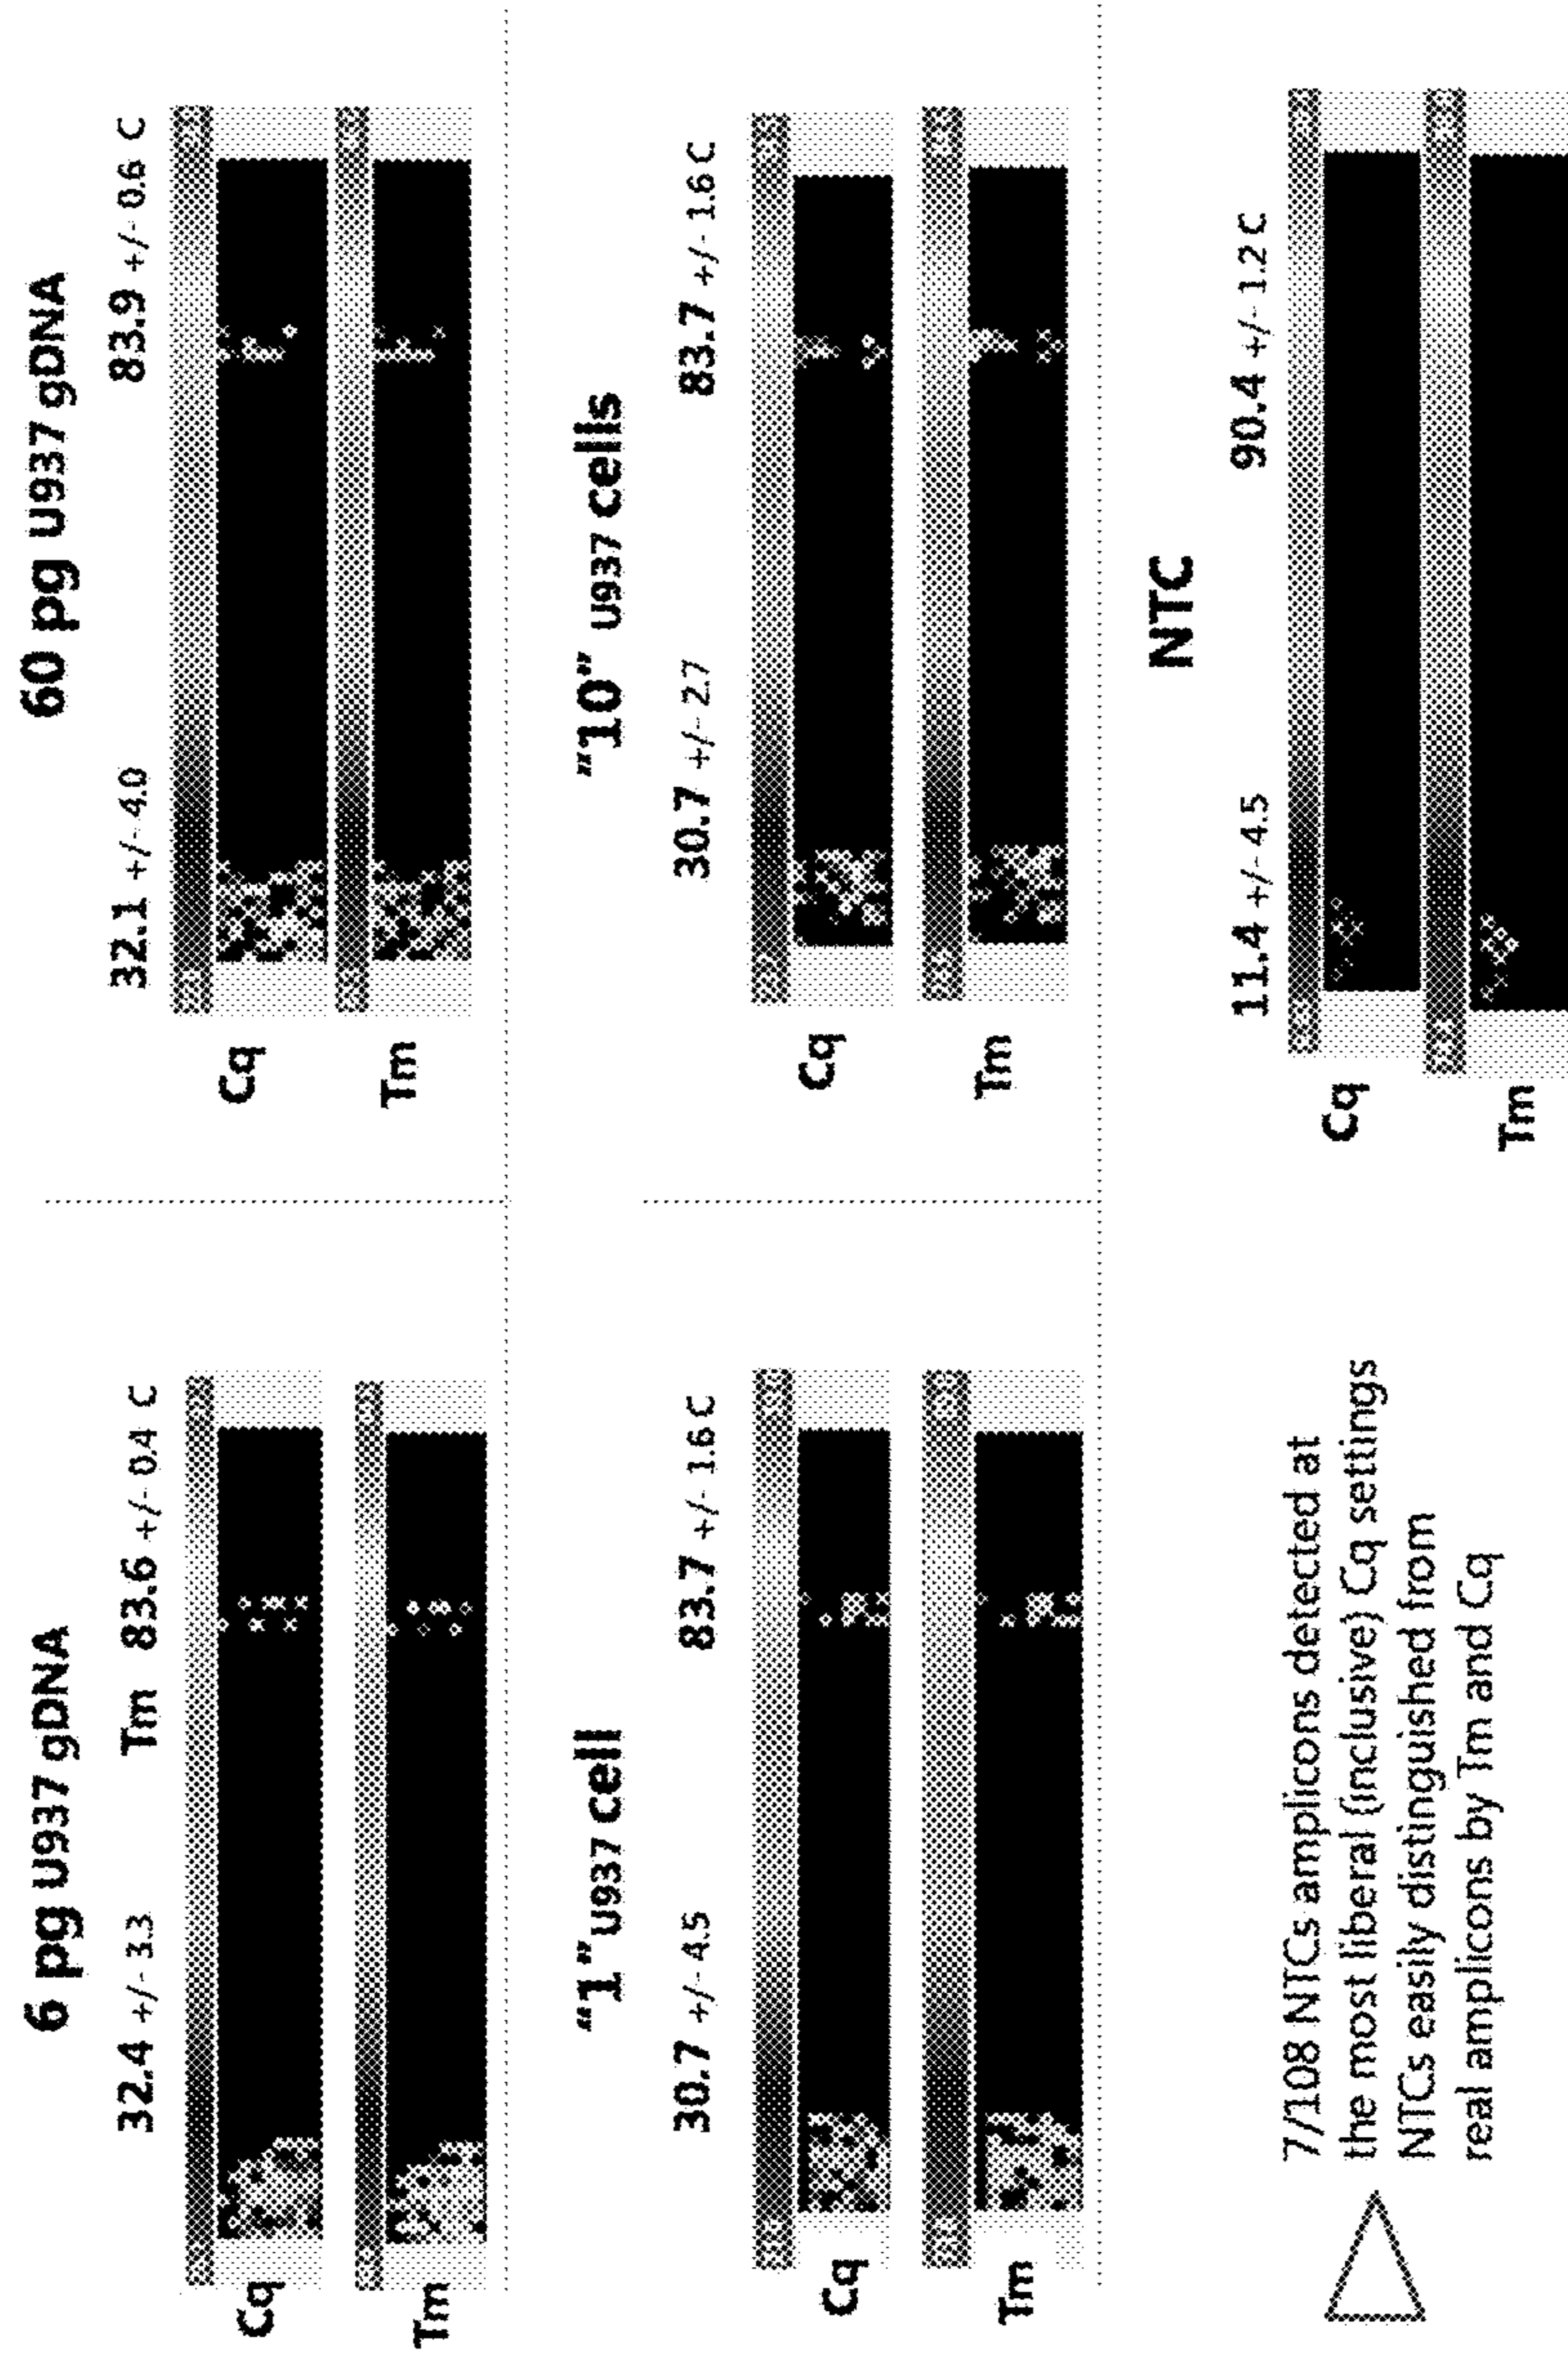 6 pg U937 gDNA
32.4 +/- 3.3
Tm 83.6 +/- 0.4 C
Cq
Tm
60 pg U937 gDNA
32.1 +/- 4.0
83.9 +/- 0.6 C
Cq
Tm
"1" U937 cell
30.7 +/- 4.5
83.7 +/- 1.6 C
Cq
Tm
"10" U937 cells
30.7 +/- 2.7
83.7 +/- 1.6 C
Cq
Tm
7/108 NTCs amplicons detected at
the most liberal (inclusive) Cq settings
NTCs easily distinguished from
real amplicons by Tm and Cq
NTC
11.4 +/- 4.5
90.4 +/- 1.2 C
Cq
Tm